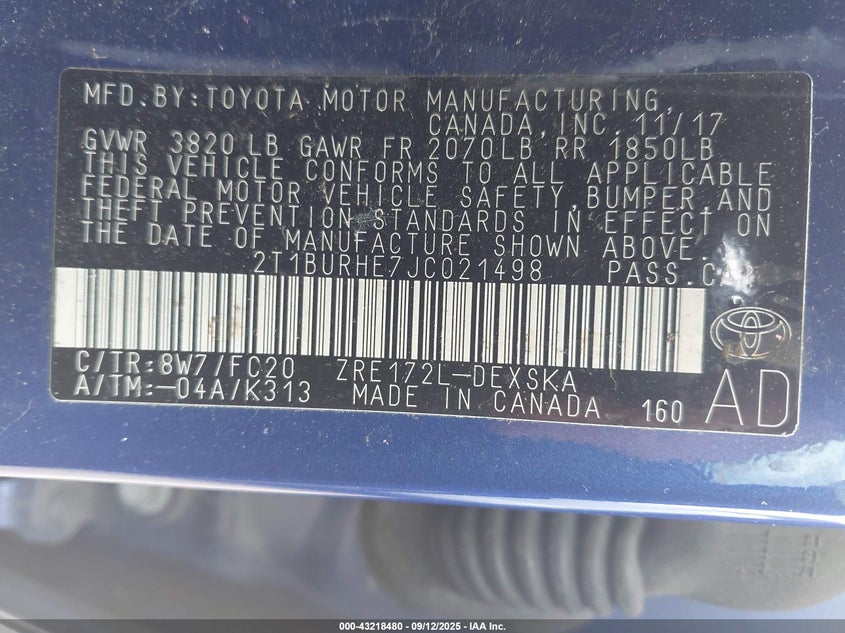 MFD.BY:TOYOTA MOTOR MANUFACTURING,
CANADA,INC. 11/17
GVWR 3820 LB GAWR FR 2070LB RR 1850LB
THIS VEHICLE CONFORMS TO ALL APPLICABLE
FEDERAL MOTOR VEHICLE SAFETY,BUMPER,AND
THEFT PREVENTION STANDARDS IN EFFECT ON
THE DATE OF MANUFACTURE SHOWN ABOVE.
2T1BURHE7JC021498 PASS.CAR
C/TR:8W7/FC20 ZRE172L-DEXSKA
A/TM:-04A/K313 MADE IN CANADA 160 AD
000-43218480 - 09/12/2025 - IAA Inc.